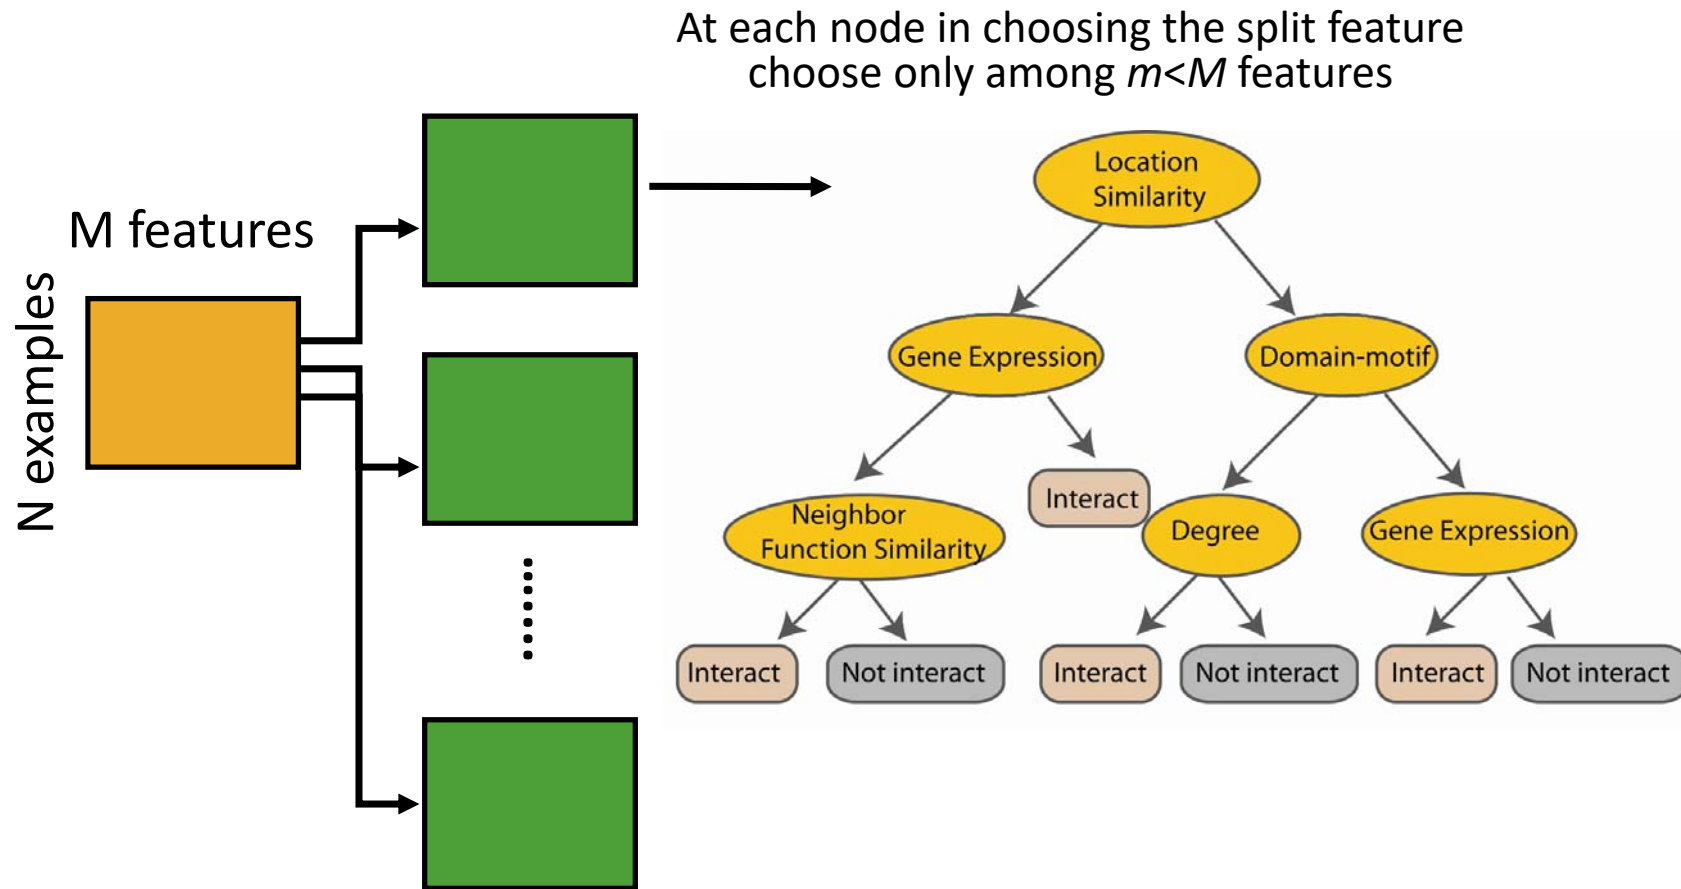 At each node in choosing the split feature
choose only among m<M features
M features
N examples
Location
Similarity
Gene Expression
Domain-motif
Neighbor
Function Similarity
Interact
Degree
Gene Expression
Interact
Not interact
Interact
Not interact
Interact
Not interact